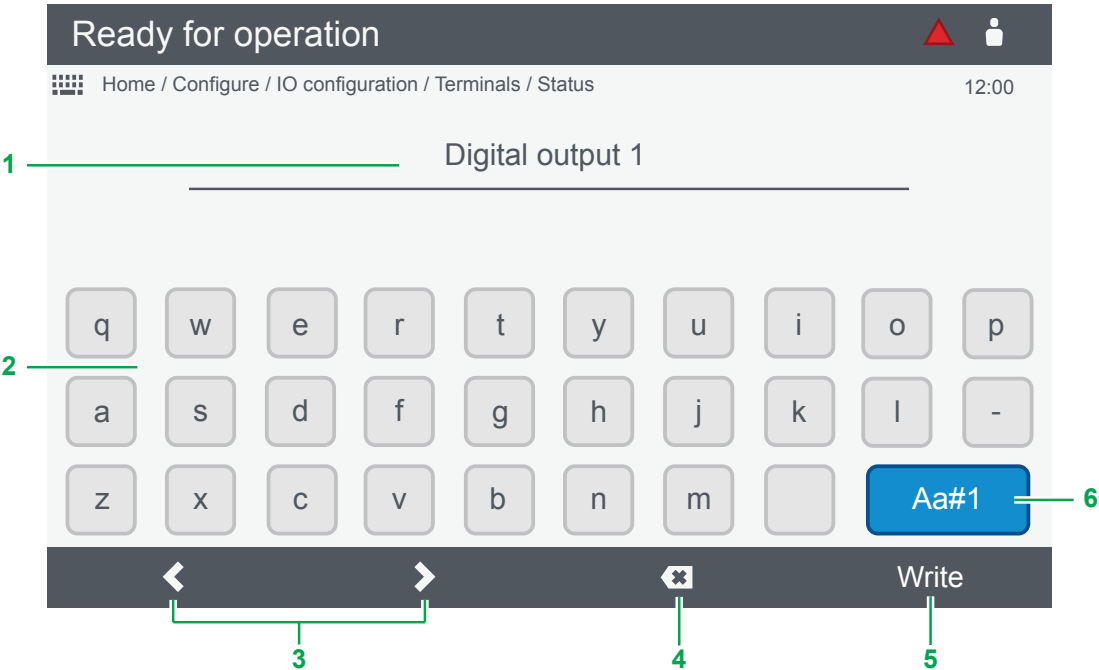 Ready for operation
Home / Configure / IO configuration / Terminals / Status 12:00
1 Digital output 1
q w e r t y u i o p
2
a s d f g h j k l -
z x c v b n m Aa#1 6
Write
3 4 5